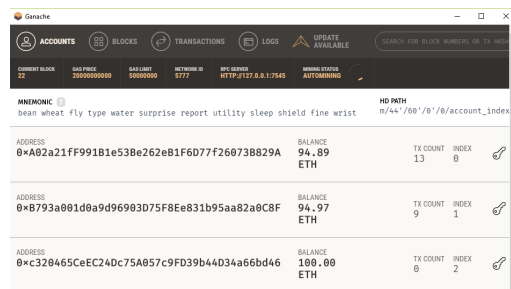 Ganache
ACCOUNTS BLOCKS TRANSACTIONS LOGS UPDATE AVAILABLE SEARCH FOR BLOCK NUMBERS OR TX HASH
CURRENT BLOCK GAS PRICE GAS LIMIT NETWORK ID RPC SERVER MINING STATUS
22 20000000000 50000000 5777 HTTP://127.0.0.1:7545 AUTOMINING
MNEMONIC ? HD PATH
bean wheat fly type water surprise report utility sleep shield fine wrist m/44'/60'/0'/0/account_index
ADDRESS BALANCE TX COUNT INDEX
0×A02a21fF991B1e53Be262eB1F6D77f26073B829A 94.89 ETH 13 0
ADDRESS BALANCE TX COUNT INDEX
0×B793a001d0a9d96903D75F8Ee831b95aa82a0C8F 94.97 ETH 9 1
ADDRESS BALANCE TX COUNT INDEX
0×c320465CeEC24Dc75A057c9FD39b44D34a66bd46 100.00 ETH 0 2